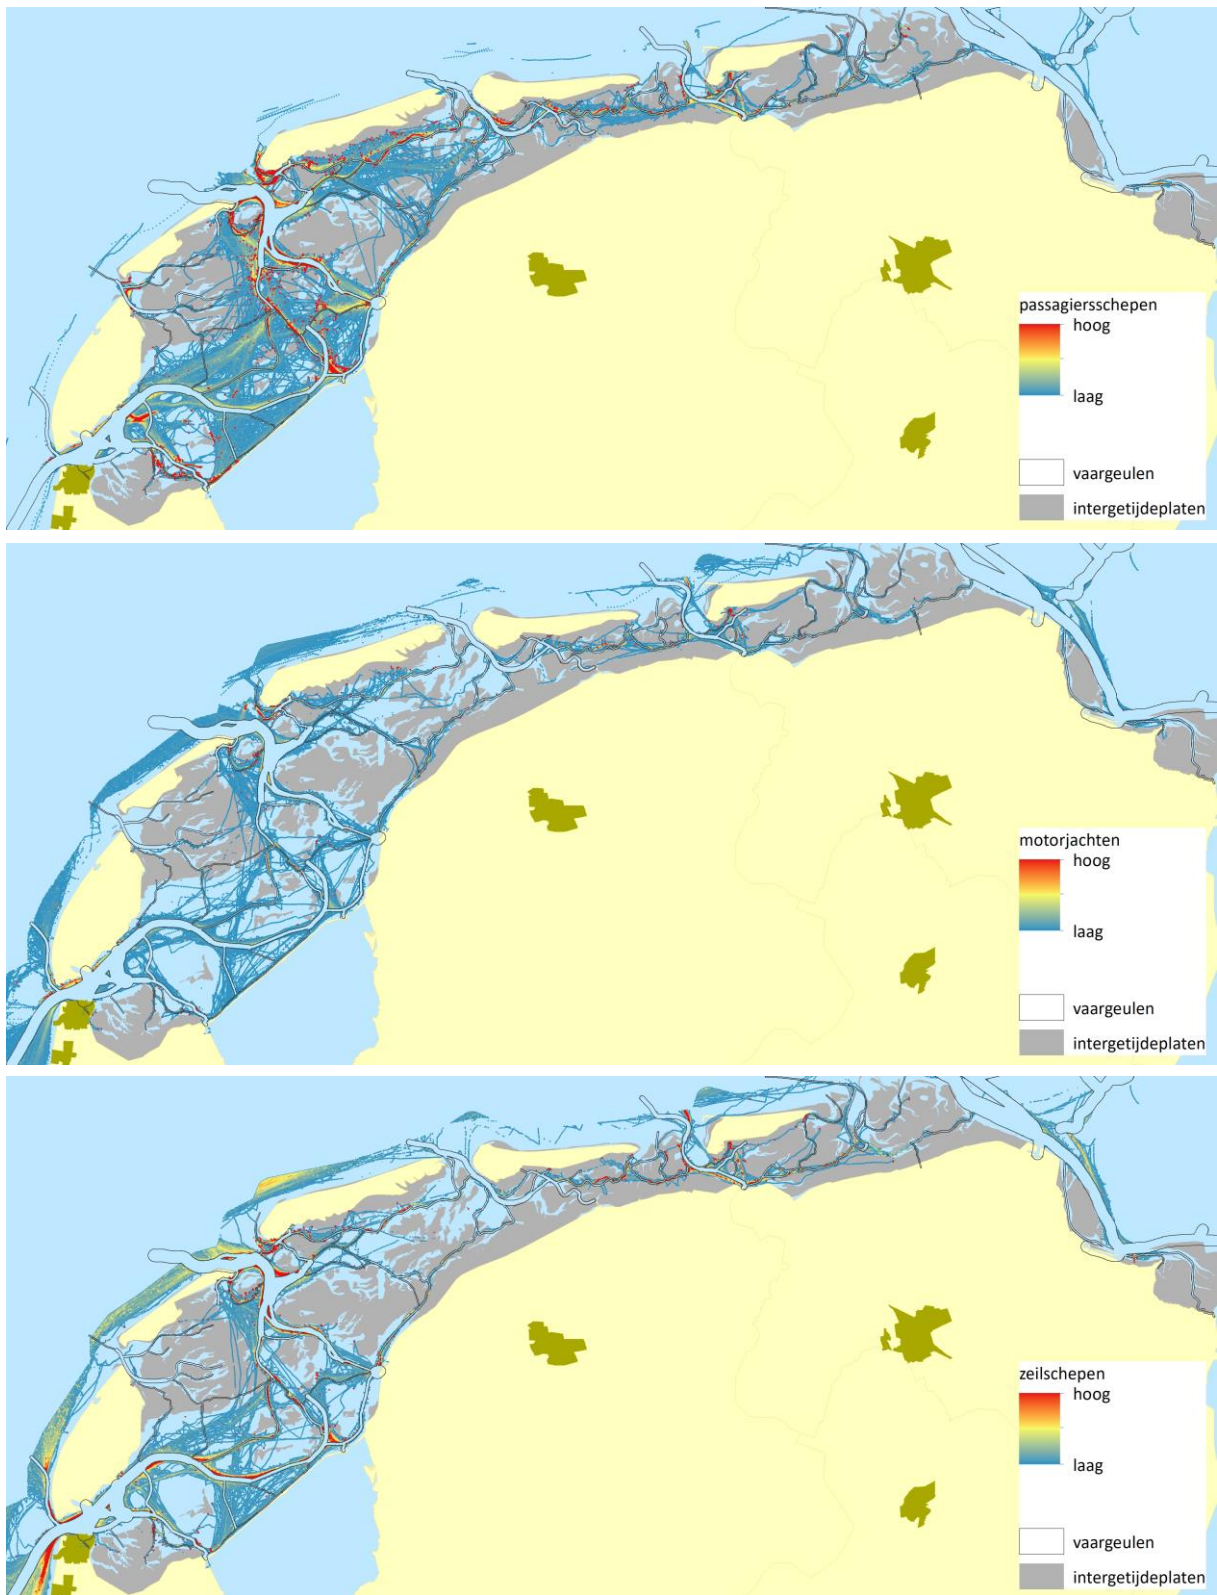 passagiersschepen
hoog
laag
vaargeulen
intergetijdeplaten
motorjachten
hoog
laag
vaargeulen
intergetijdeplaten
zeilschepen
hoog
laag
vaargeulen
intergetijdeplaten